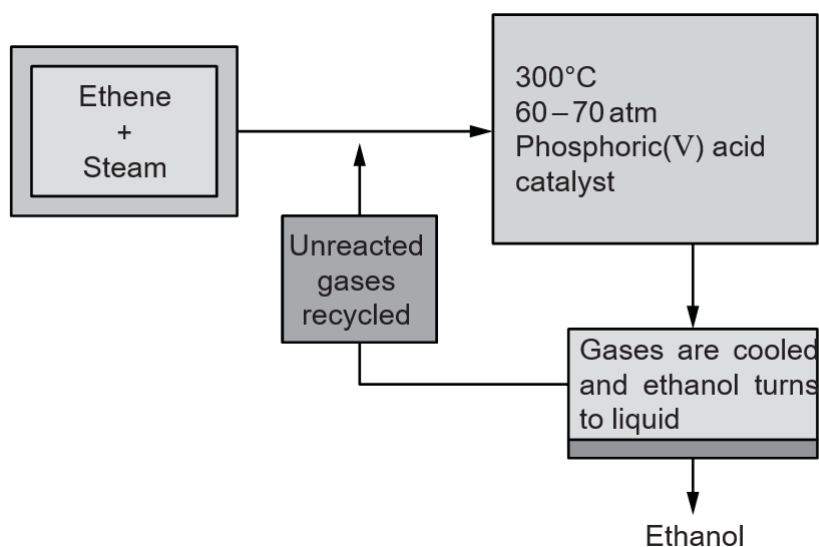 Ethene
+
Steam
300°C
60–70 atm
Phosphoric(V) acid
catalyst
Unreacted
gases
recycled
Gases are cooled
and ethanol turns
to liquid
Ethanol